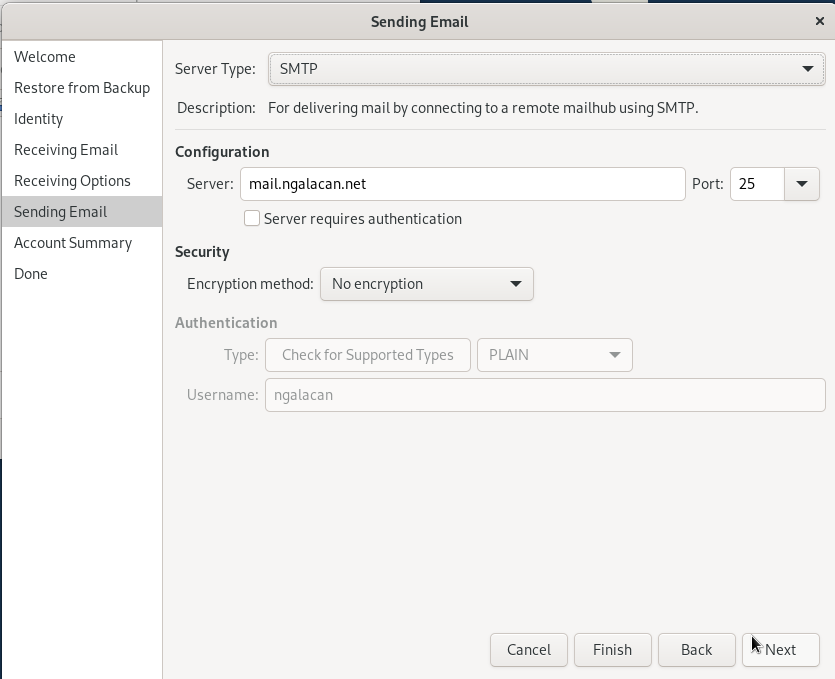 Sending Email
×
Welcome
Restore from Backup
Identity
Receiving Email
Receiving Options
Sending Email
Account Summary
Done
Server Type: SMTP
Description: For delivering mail by connecting to a remote mailhub using SMTP.
Configuration
Server: mail.ngalacan.net Port: 25
Server requires authentication
Security
Encryption method: No encryption
Authentication
Type: Check for Supported Types PLAIN
Username: ngalacan
Cancel Finish Back Next